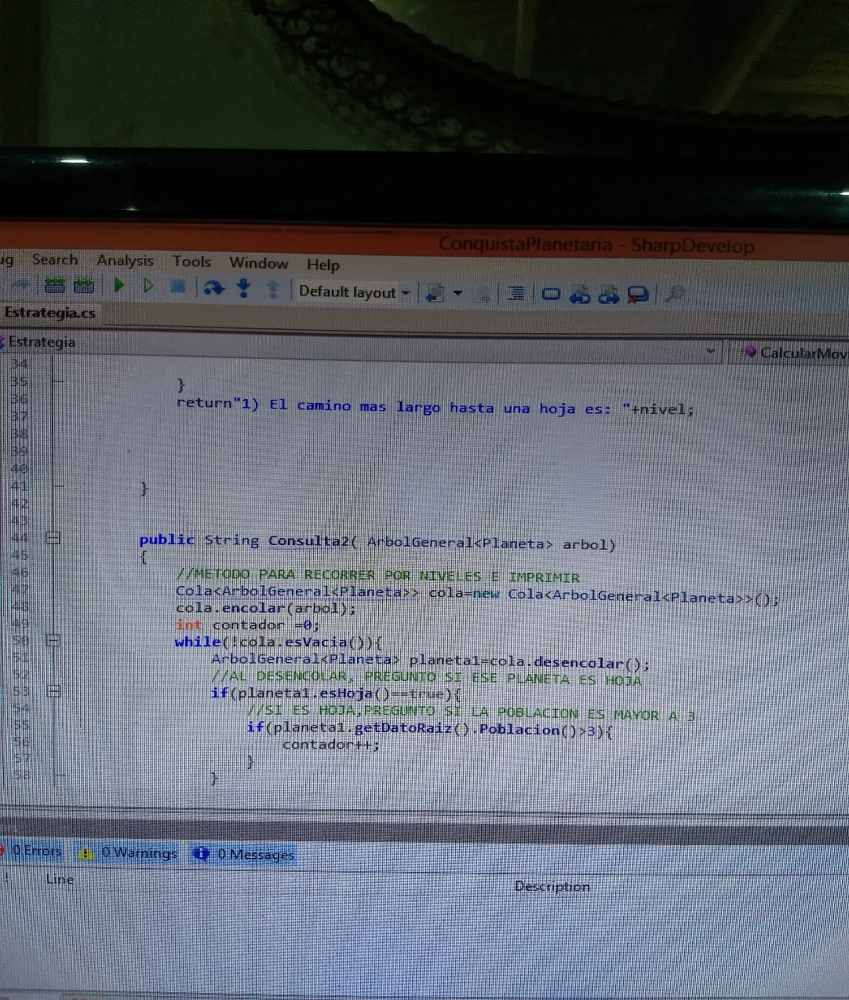 ConquistaPlanetaria - SharpDevelop
ug Search Analysis Tools Window Help
Default layout
Estrategia.cs
Estrategia CalcularMov
34
35 }
36 return"1) El camino mas largo hasta una hoja es: "+nivel;
37
38
39
40
41 }
42
43
44 public String Consulta2( ArbolGeneral<Planeta> arbol)
45 {
46 //METODO PARA RECORRER POR NIVELES E IMPRIMIR
47 Cola<ArbolGeneral<Planeta>> cola=new Cola<ArbolGeneral<Planeta>>();
48 cola.encolar(arbol);
49 int contador =0;
50 while(!cola.esVacia()){
51 ArbolGeneral<Planeta> planeta1=cola.desencolar();
52 //AL DESENCOLAR, PREGUNTO SI ESE PLANETA ES HOJA
53 if(planeta1.esHoja()==true){
54 //SI ES HOJA,PREGUNTO SI LA POBLACION ES MAYOR A 3
55 if(planeta1.getDatoRaiz().Poblacion()>3){
56 contador++;
57 }
58 }
0 Errors 0 Warnings 0 Messages
! Line Description